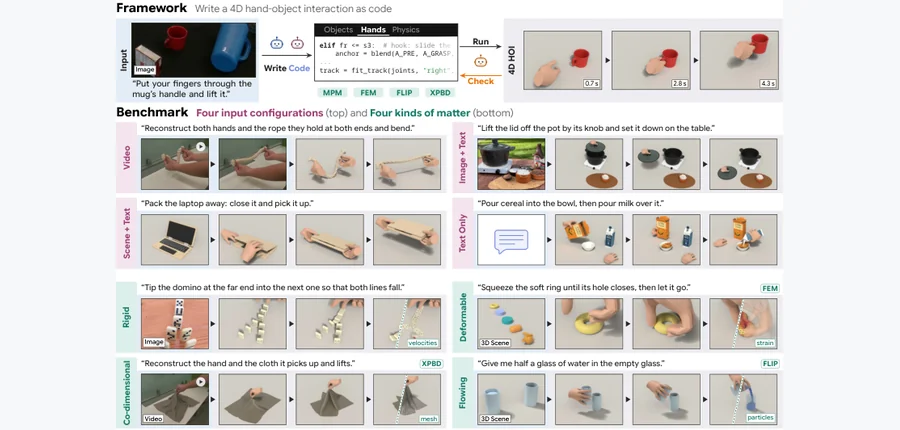 Framework Write a 4D hand-object interaction as code
Input
Image
"Put your fingers through the
mug's handle and lift it."
Write Code
Objects Hands Physics
elif fr <= s3: # hook: slide the
anchor = blend(A_PRE, A_GRASP
...
track = fit_track(joints, "right"
MPM FEM FLIP XPBD
Run
Check
4D HOI
0.7 s
2.8 s
4.3 s
Benchmark Four input configurations (top) and Four kinds of matter (bottom)
Video
"Reconstruct both hands and the rope they hold at both ends and bend."
Image + Text
"Lift the lid off the pot by its knob and set it down on the table."
Scene + Text
"Pack the laptop away: close it and pick it up."
Text Only
"Pour cereal into the bowl, then pour milk over it."
Rigid
"Tip the domino at the far end into the next one so that both lines fall."
Image
velocities
Deformable
"Squeeze the soft ring until its hole closes, then let it go."
FEM
3D Scene
strain
Co-dimensional
"Reconstruct the hand and the cloth it picks up and lifts."
XPBD
Video
mesh
Flowing
"Give me half a glass of water in the empty glass."
FLIP
3D Scene
particles